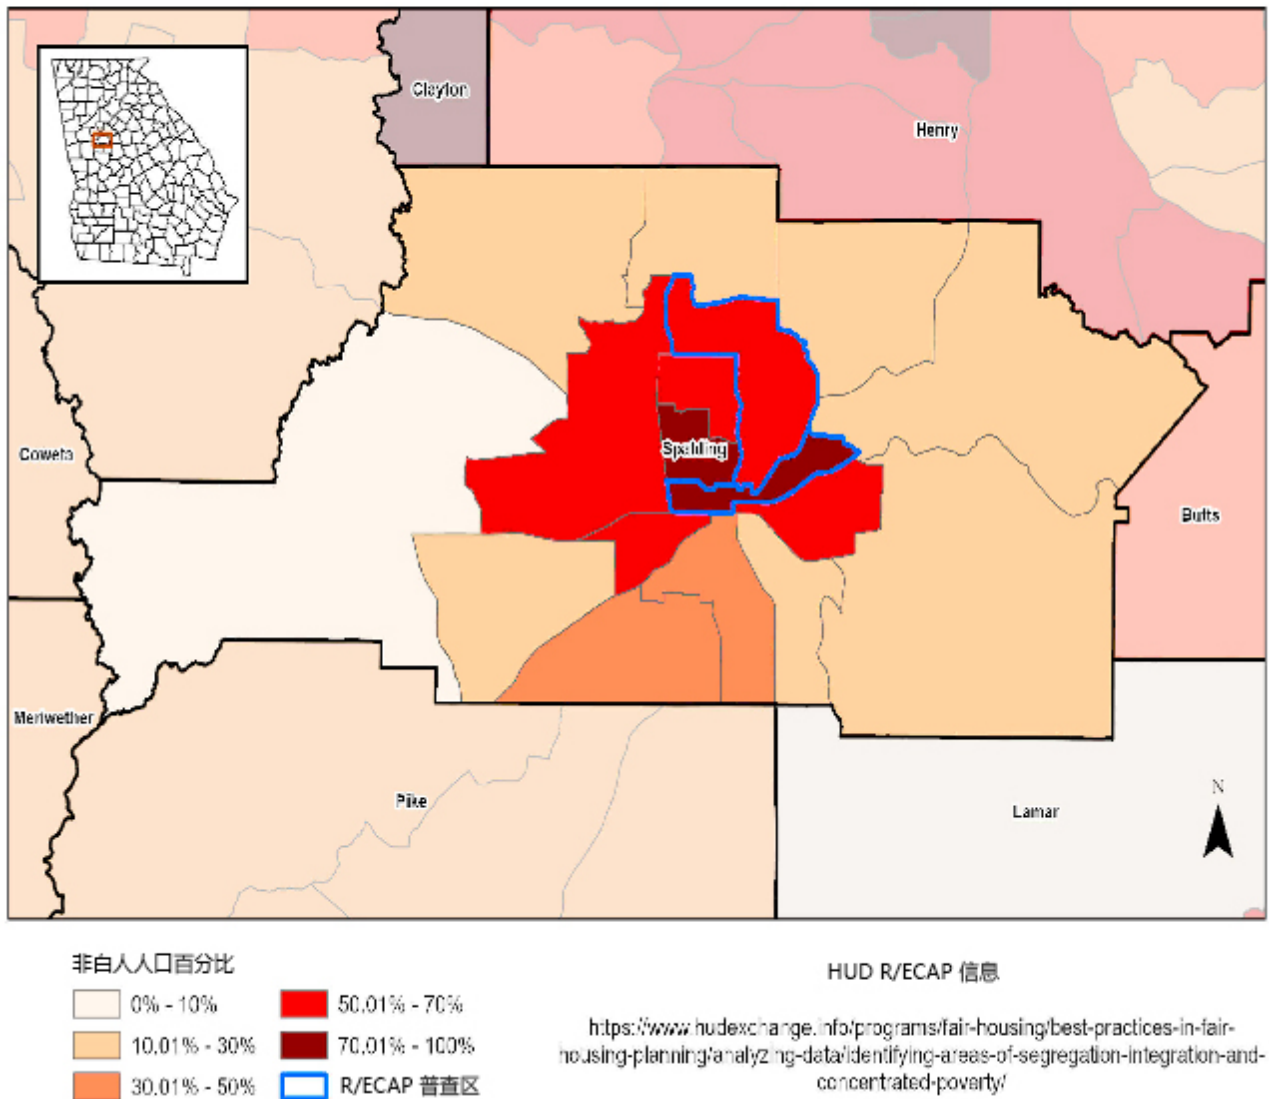 Clayton
Henry
Spalding
Coweta
Butts
Meriwether
Pike
Lamar
N
非白人人口百分比
0% - 10%
10.01% - 30%
30.01% - 50%
50.01% - 70%
70.01% - 100%
R/ECAP 普查区
HUD R/ECAP 信息
https://www.hudexchange.info/programs/fair-housing/best-practices-in-fair-
housing-planning/analyzing-data/identifying-areas-of-segregation-integration-and-
concentrated-poverty/